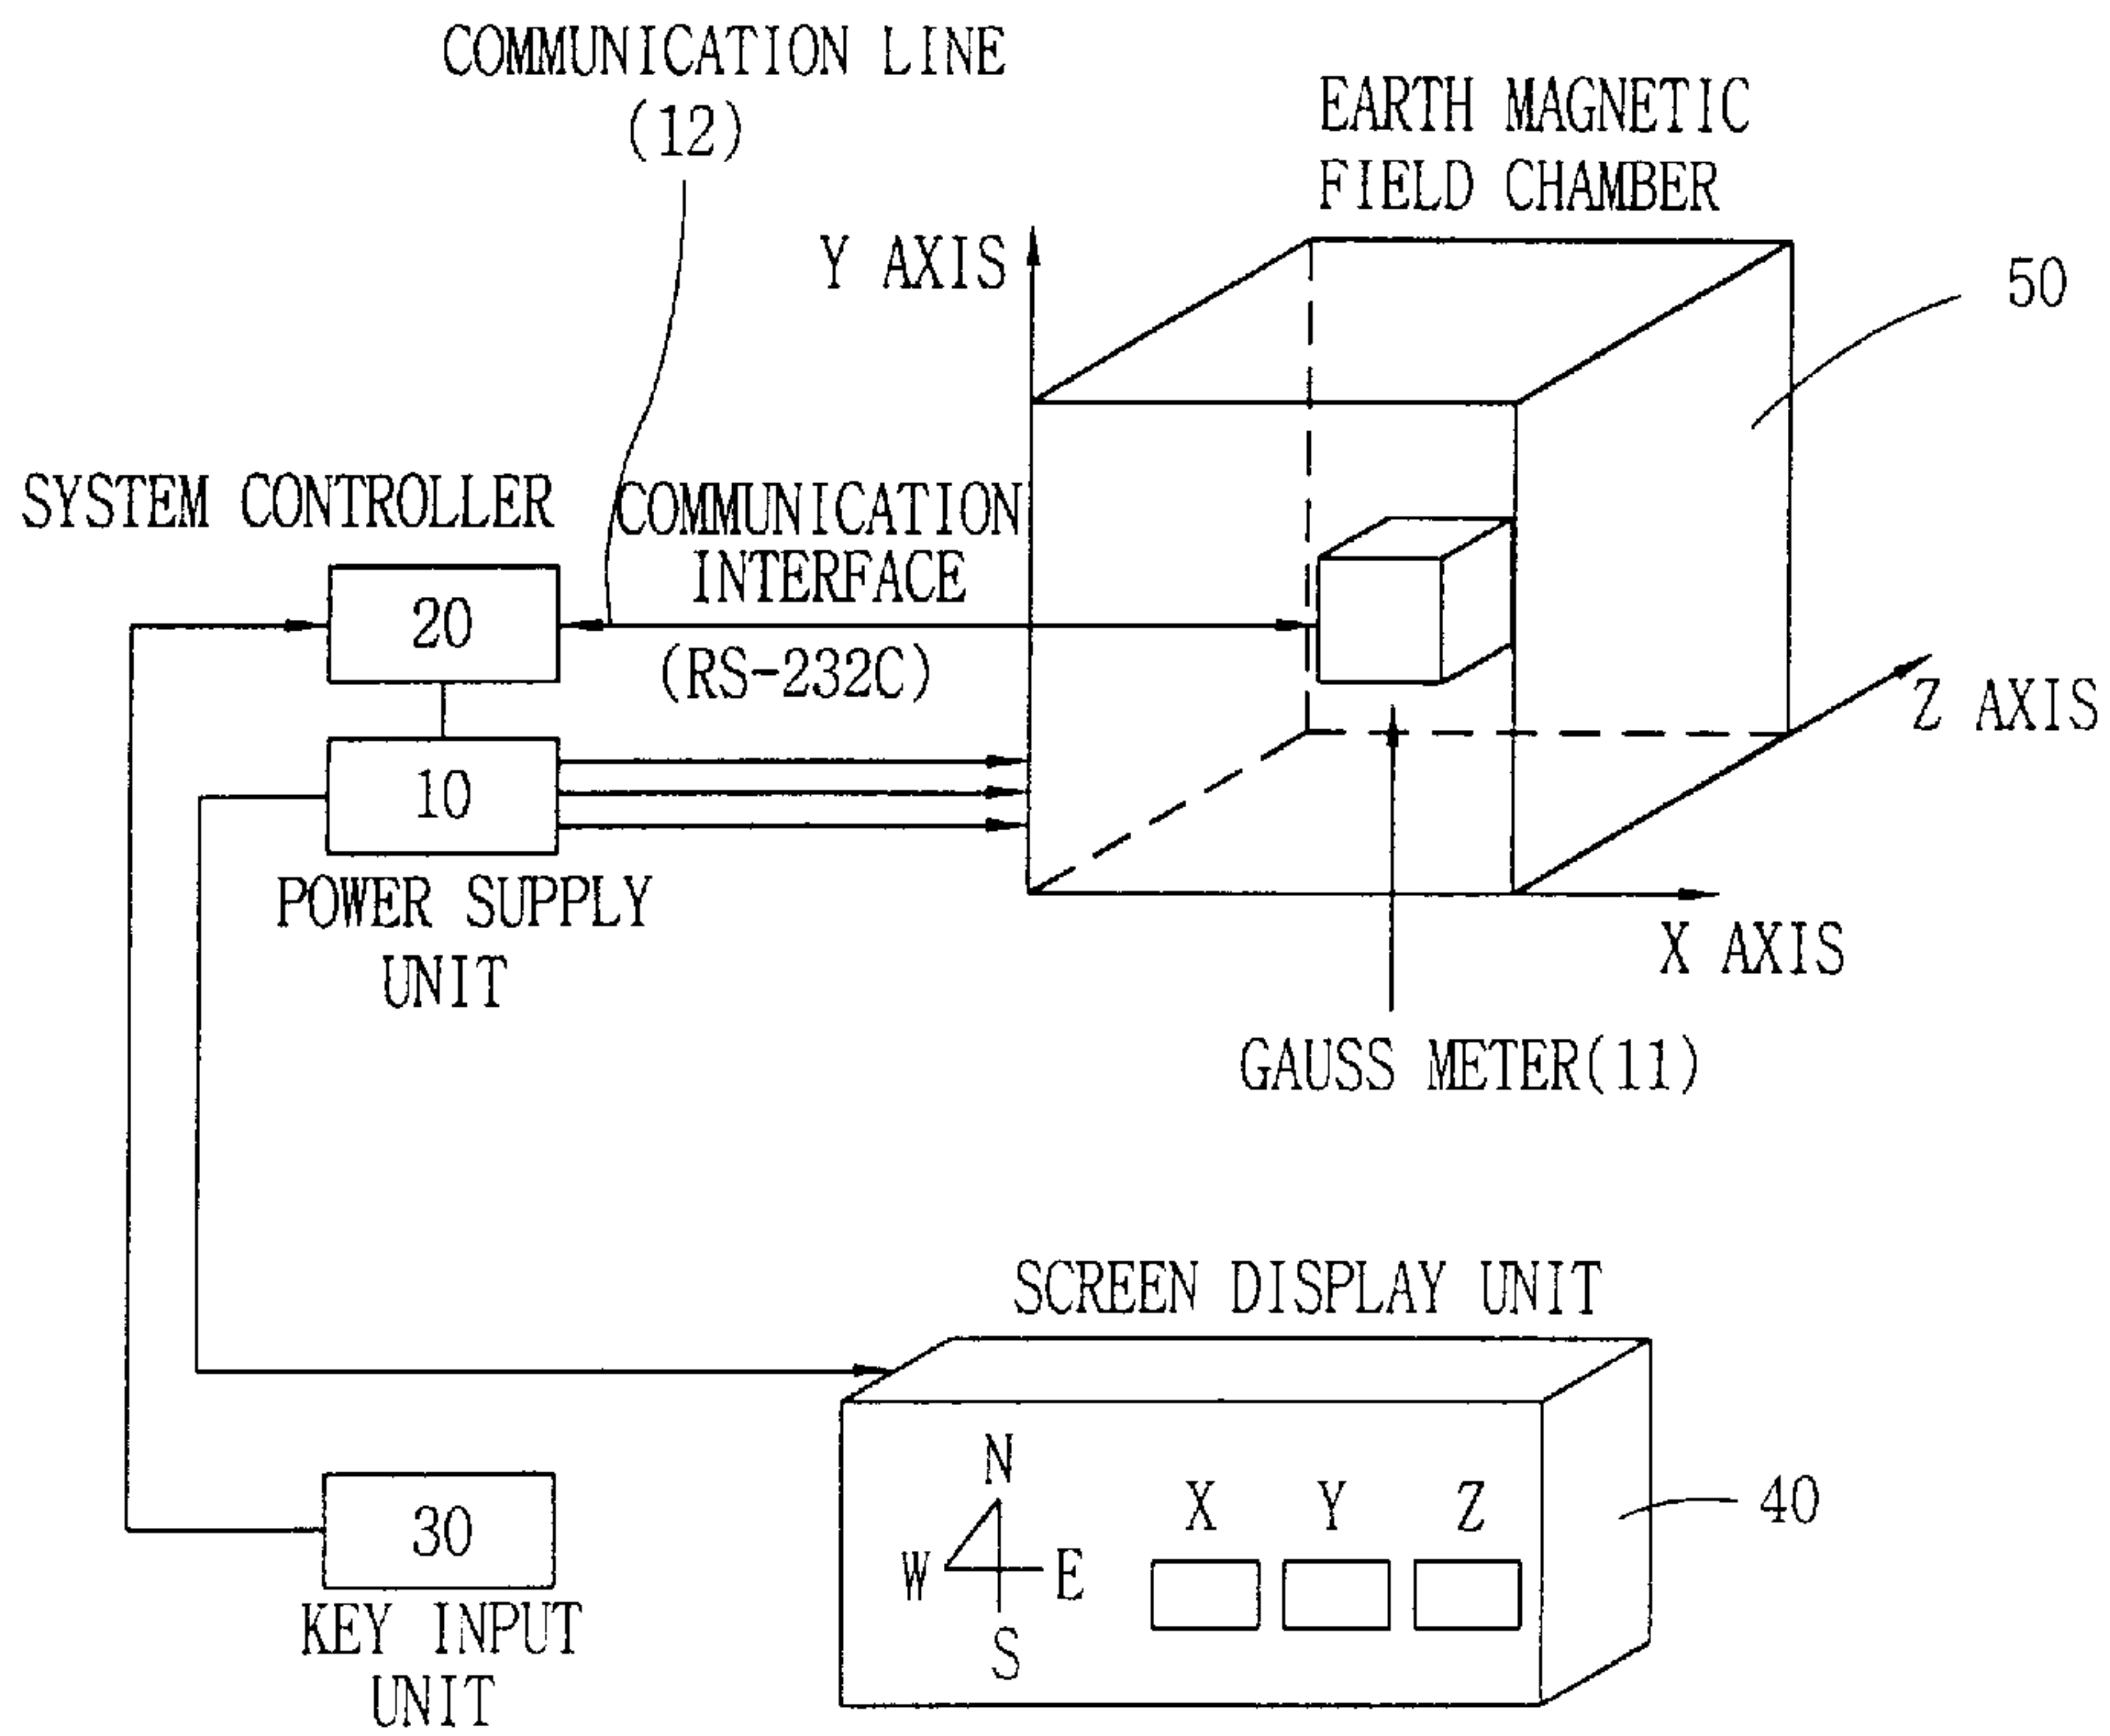 COMMUNICATION LINE
(12)
EARTH MAGNETIC
FIELD CHAMBER
Y AXIS
50
SYSTEM CONTROLLER
COMMUNICATION
INTERFACE
20
(RS-232C)
Z AXIS
10
POWER SUPPLY
UNIT
X AXIS
GAUSS METER(11)
SCREEN DISPLAY UNIT
N
X Y Z
40
30
W E
S
KEY INPUT
UNIT